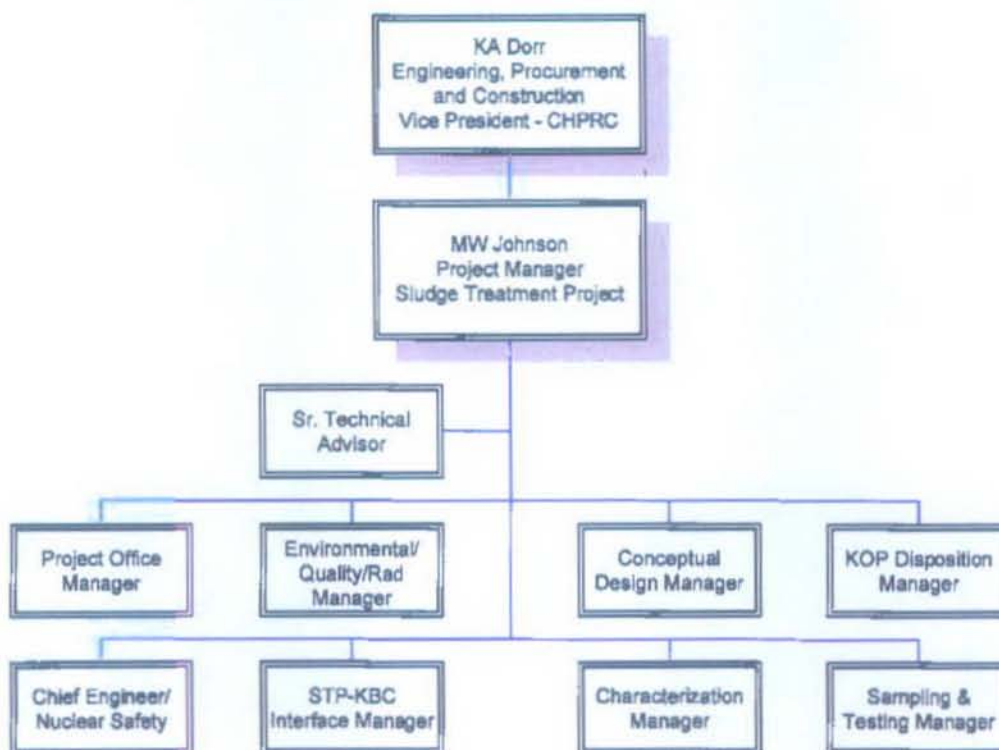 KA Dorr
Engineering, Procurement
and Construction
Vice President - CHPRC
MW Johnson
Project Manager
Sludge Treatment Project
Sr. Technical
Advisor
Project Office
Manager
Environmental/
Quality/Rad
Manager
Conceptual
Design Manager
KOP Disposition
Manager
Chief Engineer/
Nuclear Safety
STP-KBC
Interface Manager
Characterization
Manager
Sampling &
Testing Manager